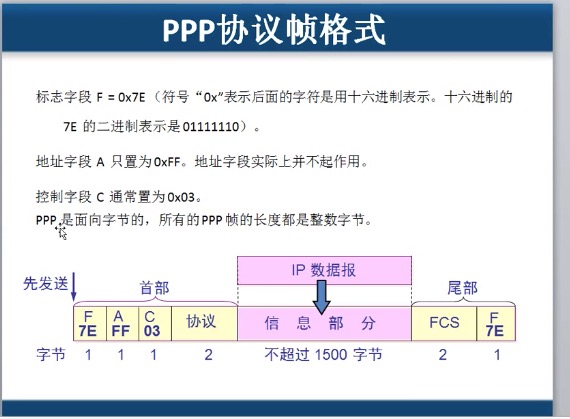 PPP协议帧格式
标志字段 F = 0x7E （符号“0x”表示后面的字符是用十六进制表示。十六进制的
7E 的二进制表示是 01111110）。
地址字段 A 只置为 0xFF。地址字段实际上并不起作用。
控制字段 C 通常置为 0x03。
PPP 是面向字节的，所有的 PPP 帧的长度都是整数字节。
IP 数据报
先发送 首部 尾部
F A C F
7E FF 03 协议 信 息 部 分 FCS 7E
字节 1 1 1 2 不超过 1500 字节 2 1